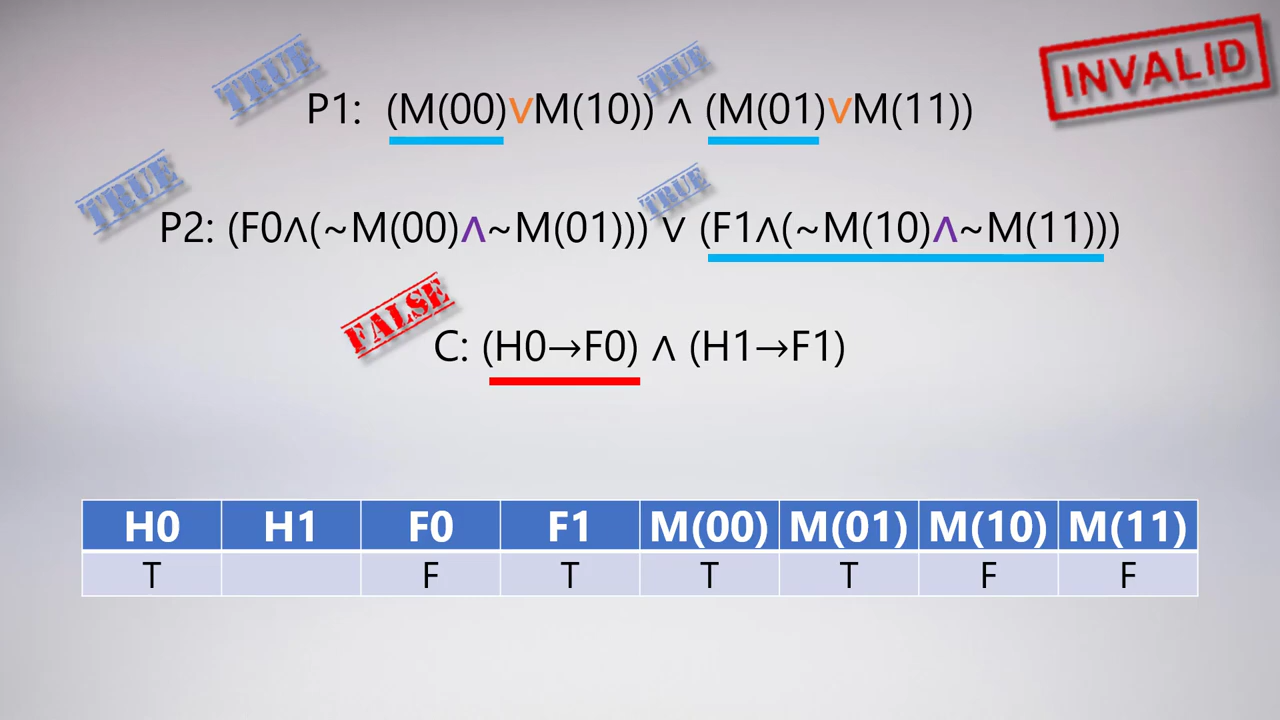 INVALID
TRUE TRUE
P1: (M(00)∨M(10)) ∧ (M(01)∨M(11))
TRUE TRUE
P2: (F0∧(~M(00)∧~M(01))) ∨ (F1∧(~M(10)∧~M(11)))
FALSE
C: (H0→F0) ∧ (H1→F1)
H0 H1 F0 F1 M(00) M(01) M(10) M(11)
T F T T T F F